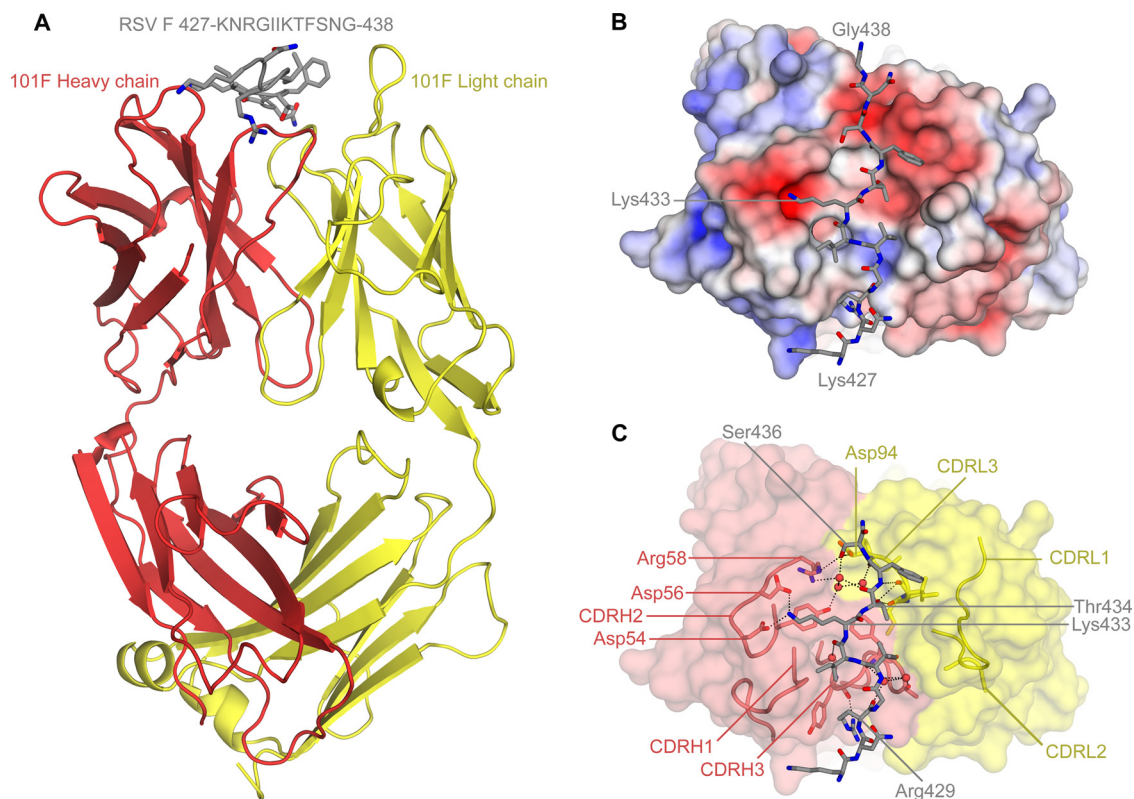 A
RSV F 427-KNRGIIKTFSNG-438
101F Heavy chain
101F Light chain
B
Gly438
Lys433
Lys427
C
Ser436
Asp94
CDRL3
Arg58
CDRL1
Asp56
CDRH2
Thr434
Asp54
Lys433
CDRH1
CDRL2
CDRH3
Arg429